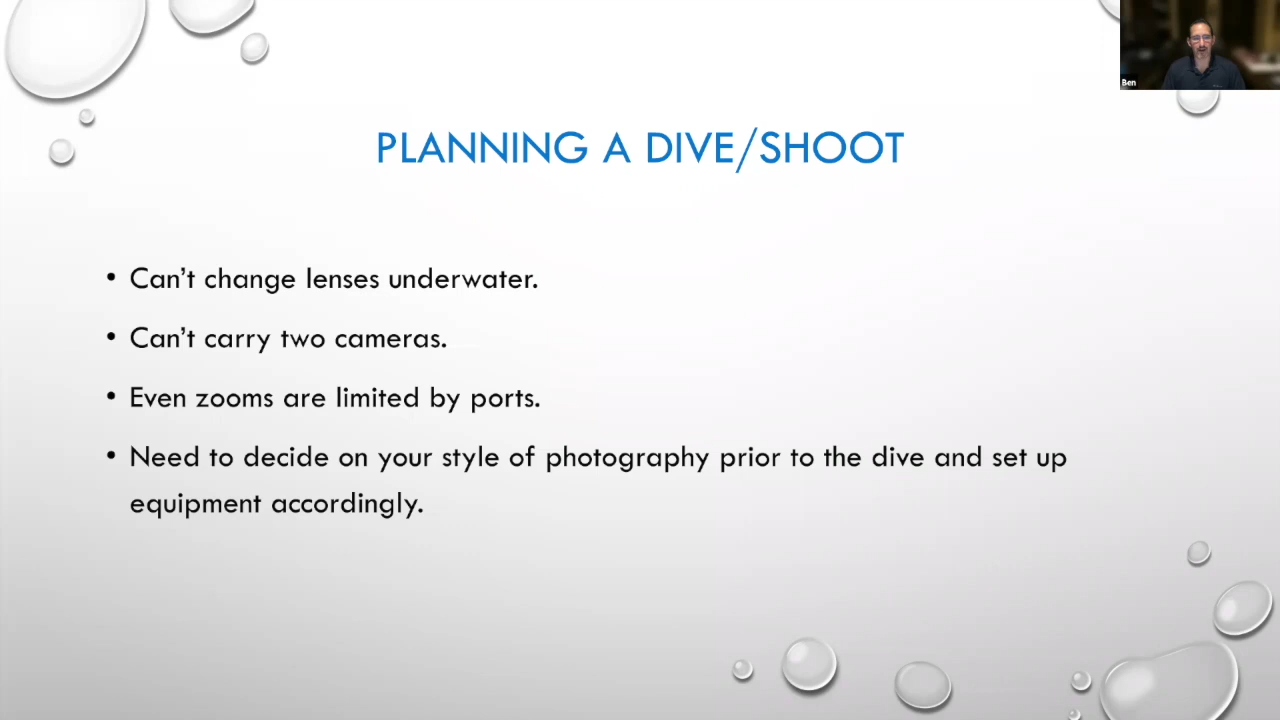 Ben
PLANNING A DIVE/SHOOT
• Can't change lenses underwater.
• Can't carry two cameras.
• Even zooms are limited by ports.
• Need to decide on your style of photography prior to the dive and set up
equipment accordingly.